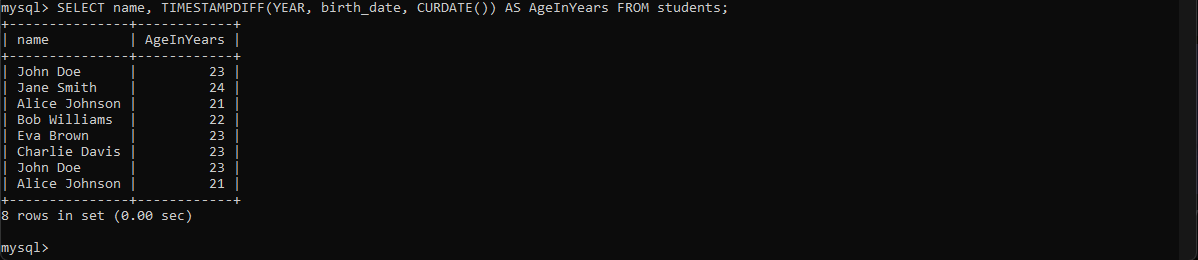 mysql> SELECT name, TIMESTAMPDIFF(YEAR, birth_date, CURDATE()) AS AgeInYears FROM students;
+---------------+------------+
| name          | AgeInYears |
+---------------+------------+
| John Doe      |         23 |
| Jane Smith    |         24 |
| Alice Johnson |         21 |
| Bob Williams  |         22 |
| Eva Brown     |         23 |
| Charlie Davis |         23 |
| John Doe      |         23 |
| Alice Johnson |         21 |
+---------------+------------+
8 rows in set (0.00 sec)
mysql>